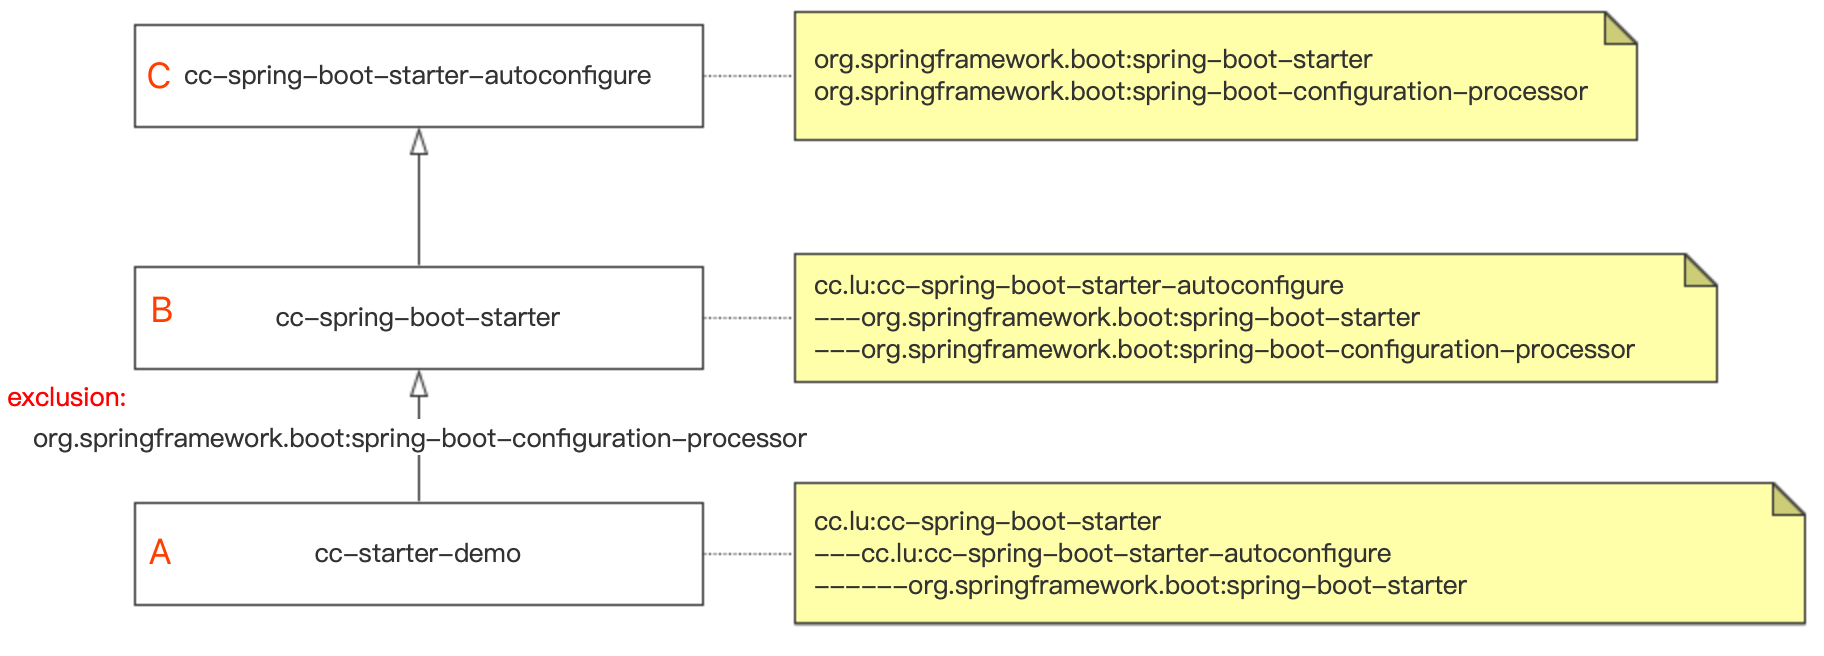 C cc-spring-boot-starter-autoconfigure
org.springframework.boot:spring-boot-starter
org.springframework.boot:spring-boot-configuration-processor
B
cc-spring-boot-starter
cc.lu:cc-spring-boot-starter-autoconfigure
---org.springframework.boot:spring-boot-starter
---org.springframework.boot:spring-boot-configuration-processor
exclusion:
org.springframework.boot:spring-boot-configuration-processor
A
cc-starter-demo
cc.lu:cc-spring-boot-starter
---cc.lu:cc-spring-boot-starter-autoconfigure
------org.springframework.boot:spring-boot-starter